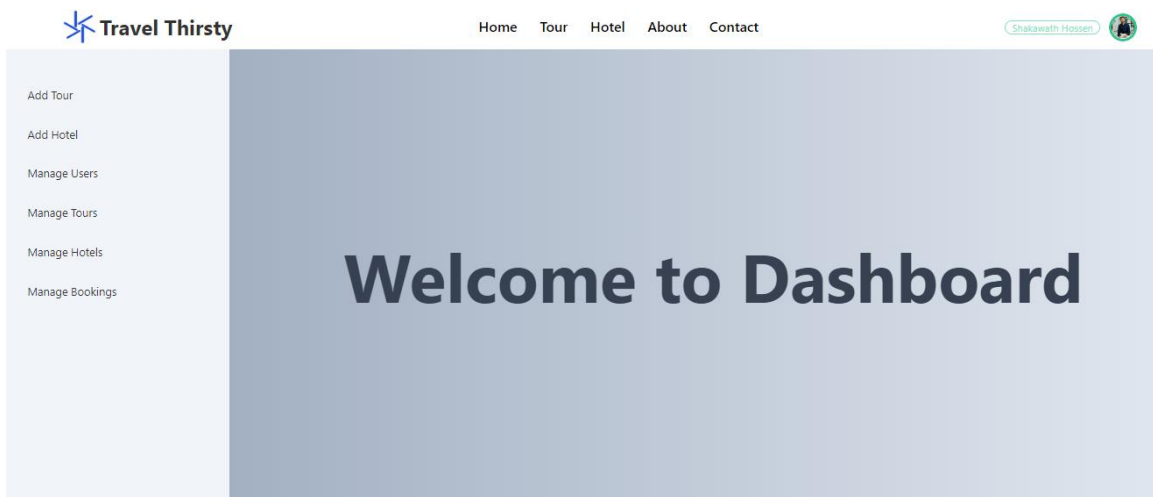 Travel Thirsty
Home Tour Hotel About Contact
Shakawath Hossen
Add Tour
Add Hotel
Manage Users
Manage Tours
Manage Hotels
Manage Bookings
Welcome to Dashboard